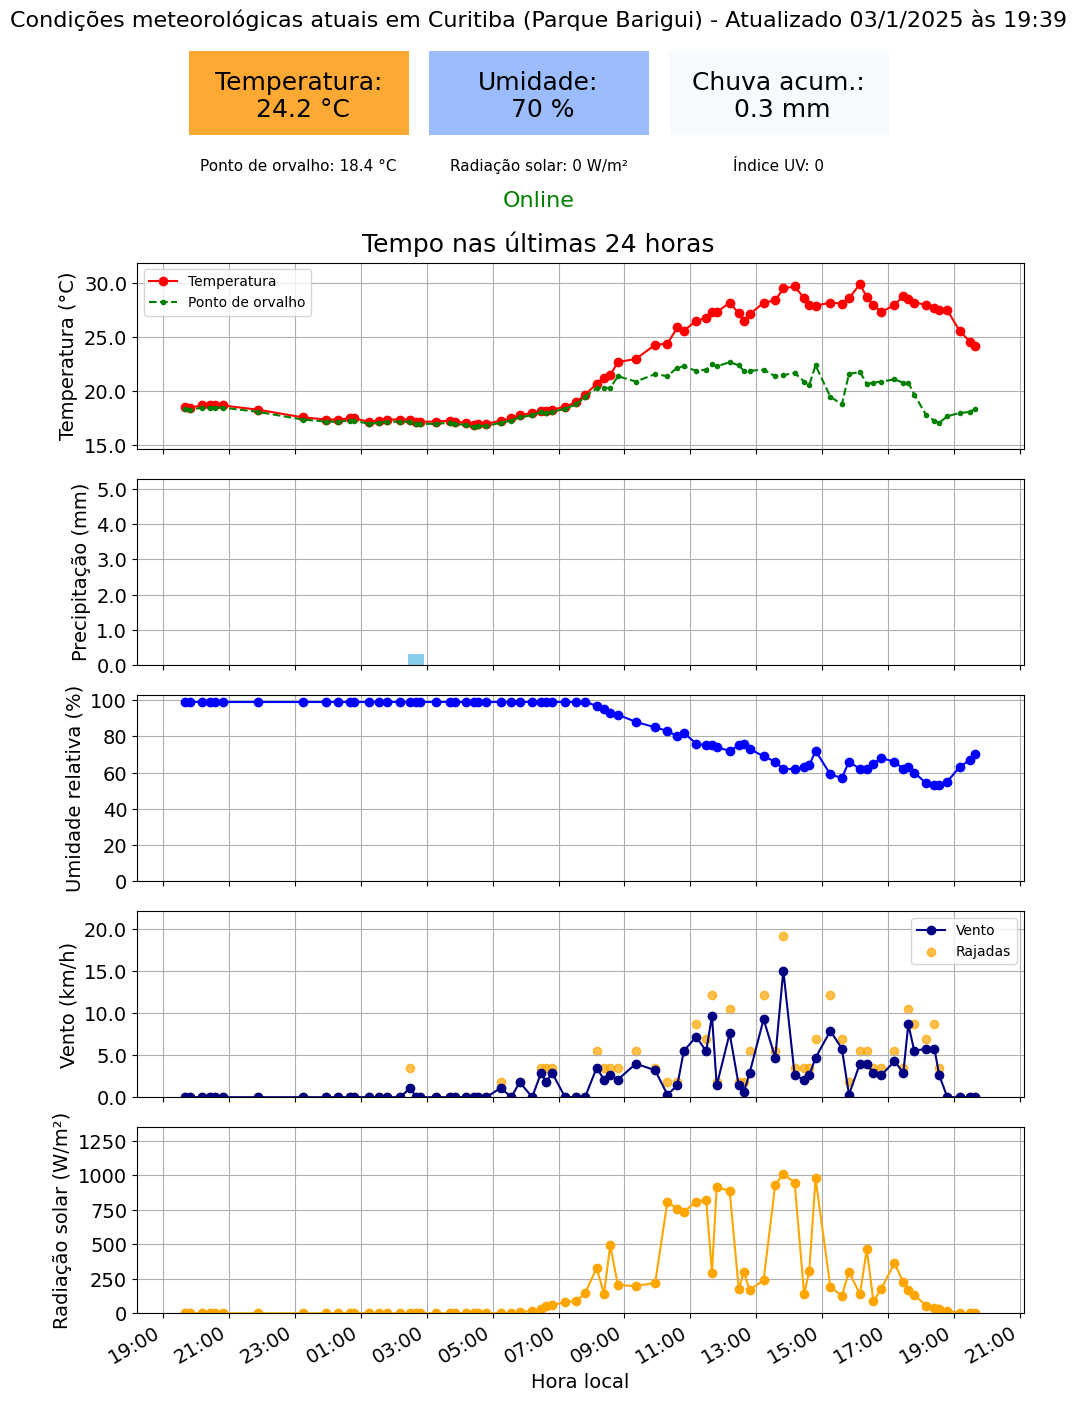 Condições meteorológicas atuais em Curitiba (Parque Barigui) - Atualizado 03/1/2025 às 19:39
Temperatura:
24.2 °C
Umidade:
70 %
Chuva acum.:
0.3 mm
Ponto de orvalho: 18.4 °C
Radiação solar: 0 W/m²
Índice UV: 0
Online
Tempo nas últimas 24 horas
Temperatura (°C)
30.0
25.0
20.0
15.0
Temperatura
Ponto de orvalho
Precipitação (mm)
5.0
4.0
3.0
2.0
1.0
0.0
Umidade relativa (%)
100
80
60
40
20
0
Vento (km/h)
20.0
15.0
10.0
5.0
0.0
Vento
Rajadas
Radiação solar (W/m²)
1250
1000
750
500
250
0
19:00
21:00
23:00
01:00
03:00
05:00
07:00
09:00
11:00
13:00
15:00
17:00
19:00
21:00
Hora local